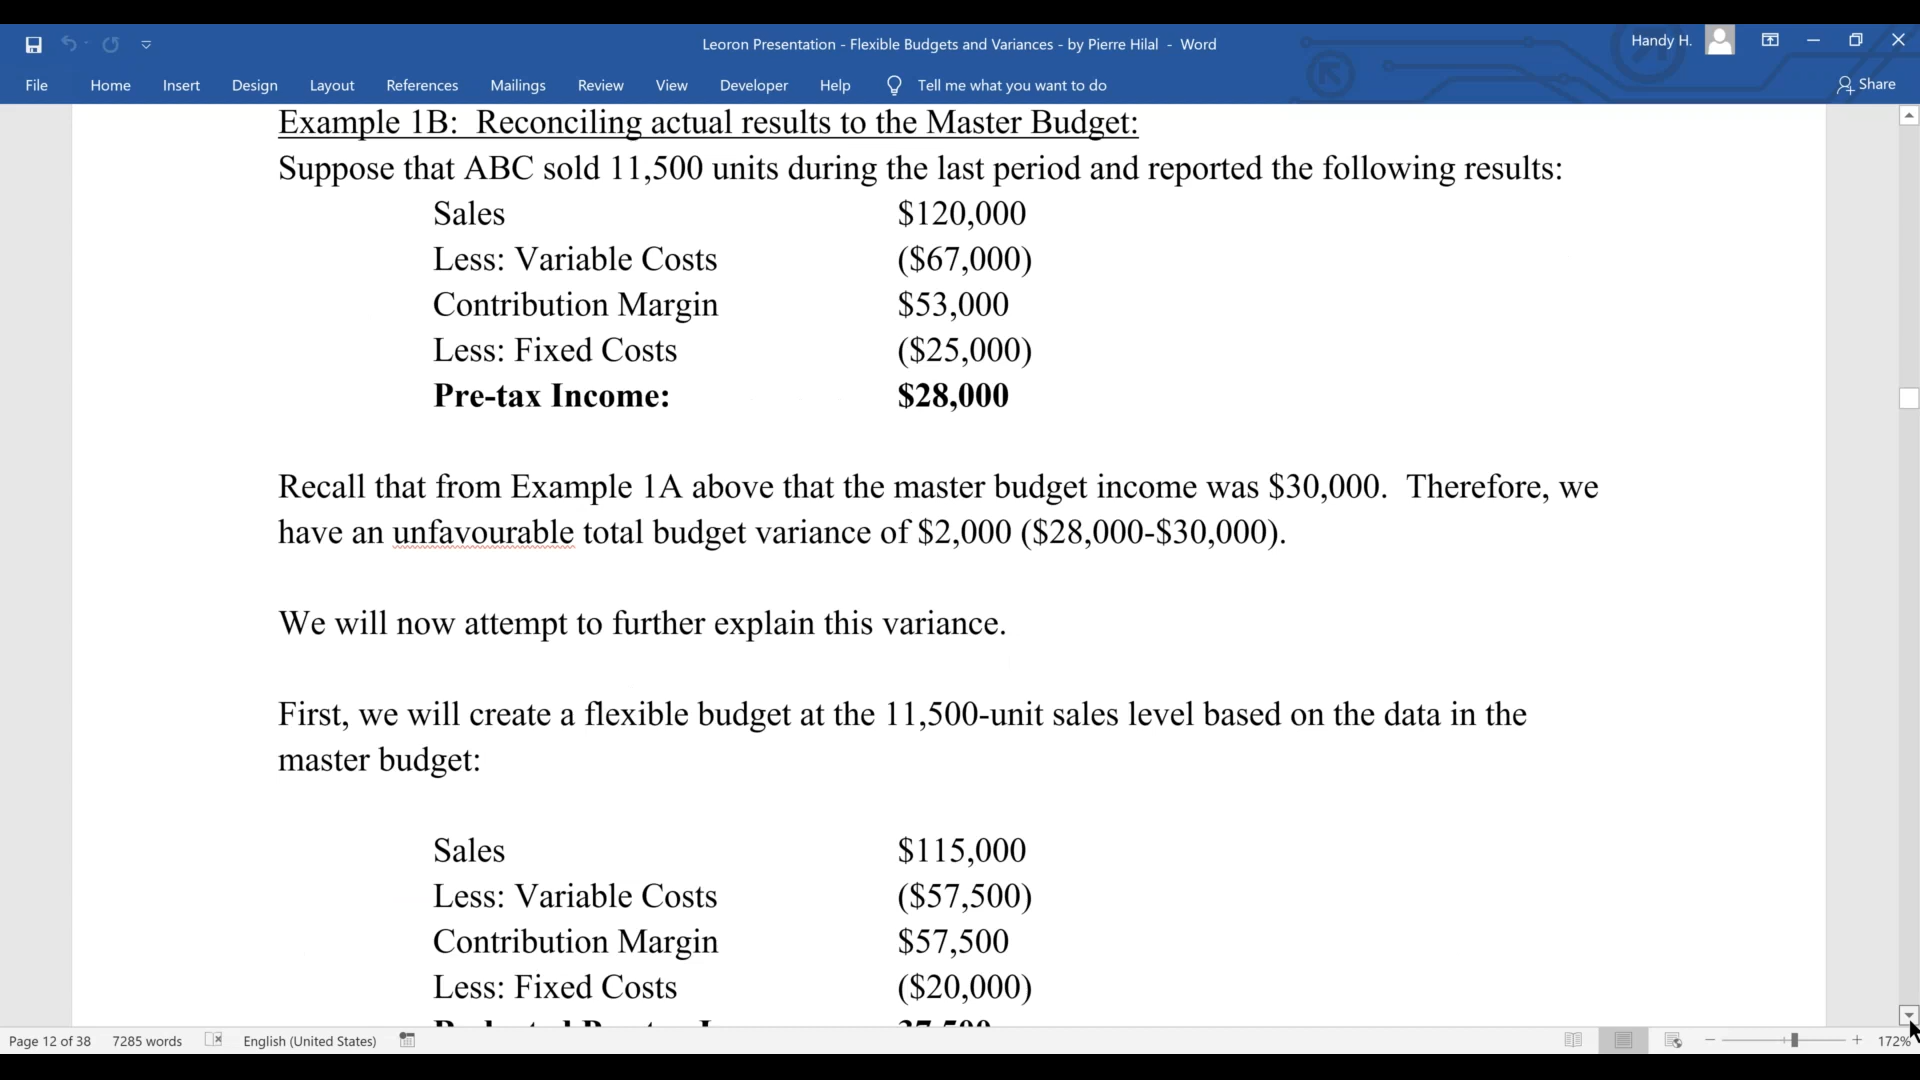 Leoron Presentation - Flexible Budgets and Variances - by Pierre Hilal - Word
Handy H.
File Home Insert Design Layout References Mailings Review View Developer Help Tell me what you want to do Share
Example 1B: Reconciling actual results to the Master Budget:
Suppose that ABC sold 11,500 units during the last period and reported the following results:
Sales $120,000
Less: Variable Costs ($67,000)
Contribution Margin $53,000
Less: Fixed Costs ($25,000)
Pre-tax Income: $28,000
Recall that from Example 1A above that the master budget income was $30,000. Therefore, we
have an unfavourable total budget variance of $2,000 ($28,000-$30,000).
We will now attempt to further explain this variance.
First, we will create a flexible budget at the 11,500-unit sales level based on the data in the
master budget:
Sales $115,000
Less: Variable Costs ($57,500)
Contribution Margin $57,500
Less: Fixed Costs ($20,000)
Page 12 of 38 7285 words English (United States) 172%